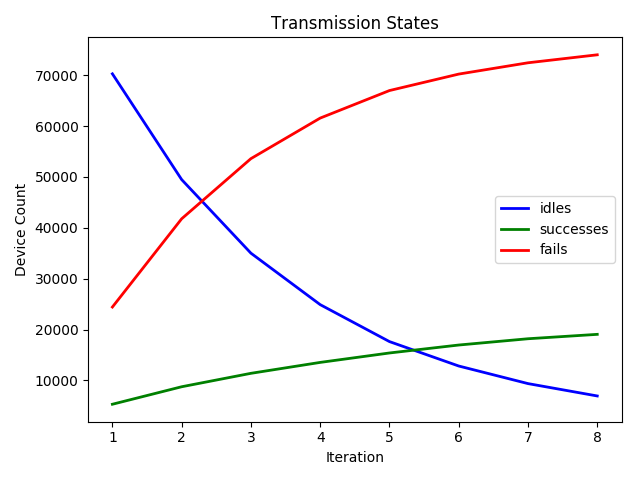 Transmission States
70000
60000
50000
40000
30000
20000
10000
Device Count
idles
successes
fails
1 2 3 4 5 6 7 8
Iteration